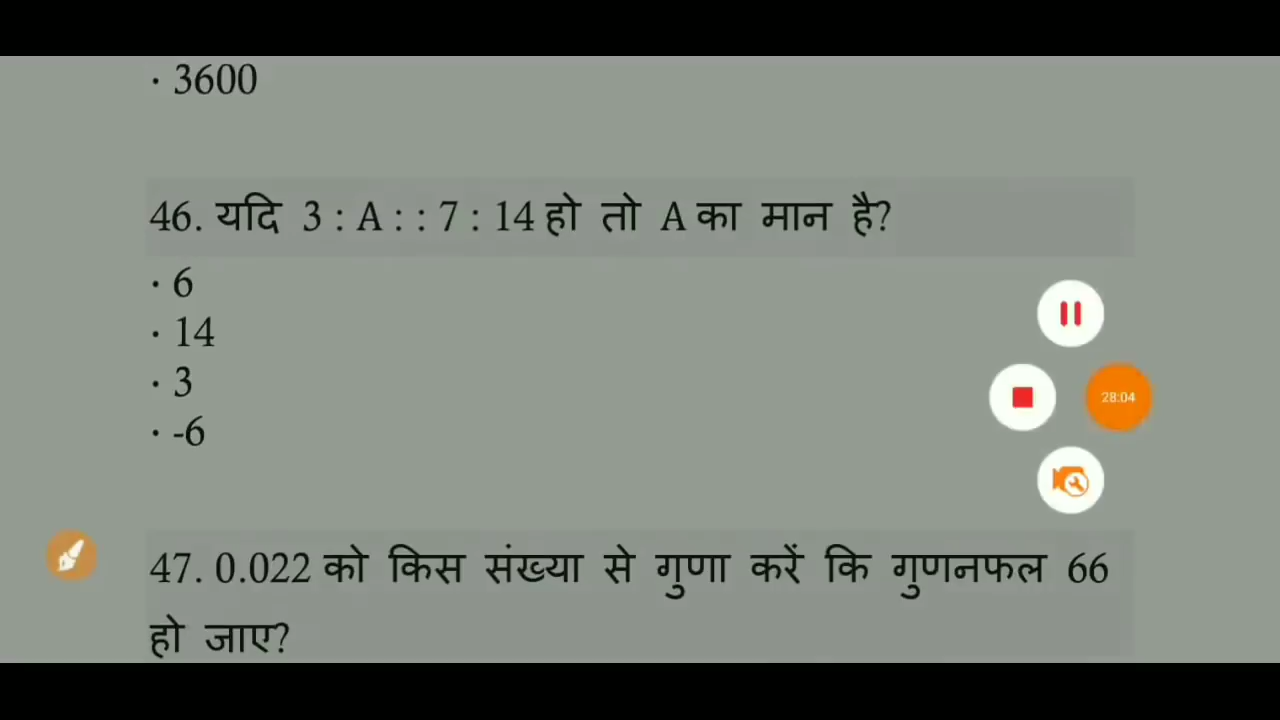 · 3600
46. यदि 3 : A : : 7 : 14 हो तो A का मान है?
· 6
· 14
· 3
· -6
28:04
47. 0.022 को किस संख्या से गुणा करें कि गुणनफल 66
हो जाए?